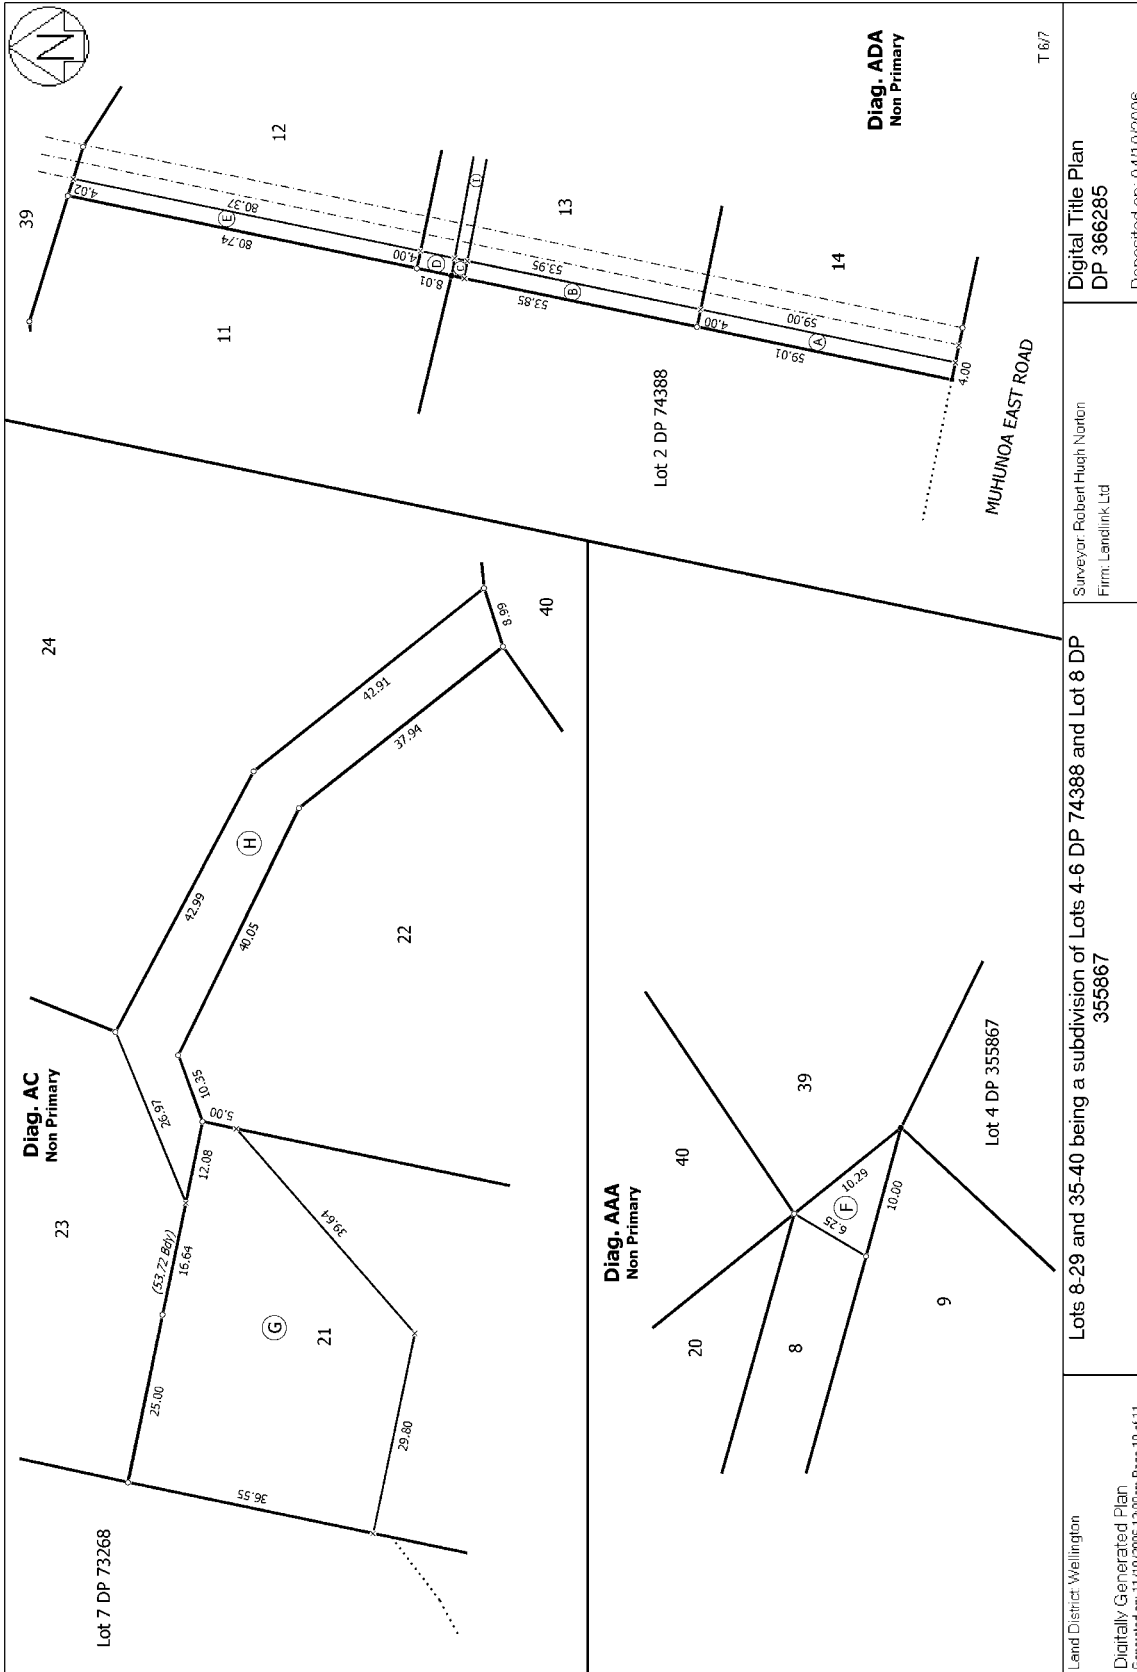 Diag. AC
Non Primary
Lot 7 DP 73268
23
24
25.00
(53.72 Bdy)
16.64
12.08
26.97
10.35
5.00
42.99
40.05
H
42.91
37.94
8.99
40
22
G
21
39.64
36.55
29.80
Diag. AAA
Non Primary
20
40
39
8
6.25
F
10.29
10.00
9
Lot 4 DP 355867
N
39
12
4.02
E
80.37
80.74
11
4.00
D
8.01
C
I
13
53.95
B
53.85
Lot 2 DP 74388
4.00
14
59.00
A
59.01
4.00
MUHUNOA EAST ROAD
Diag. ADA
Non Primary
T 6/7
Land District: Wellington
Digitally Generated Plan
Lots 8-29 and 35-40 being a subdivision of Lots 4-6 DP 74388 and Lot 8 DP
355867
Surveyor: Robert Hugh Norton
Firm: Landlink Ltd
Digital Title Plan
DP 366285
Deposited on: 04/10/2006